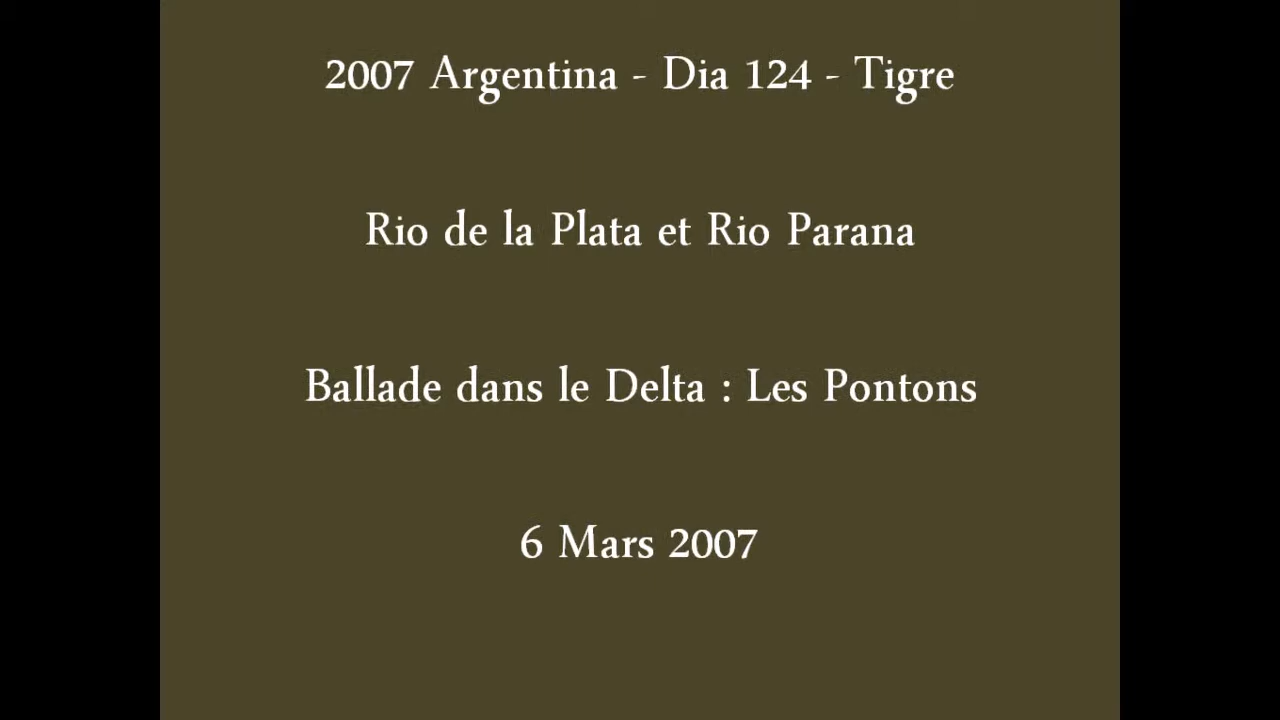 2007 Argentina - Dia 124 - Tigre
Rio de la Plata et Rio Parana
Ballade dans le Delta : Les Pontons
6 Mars 2007